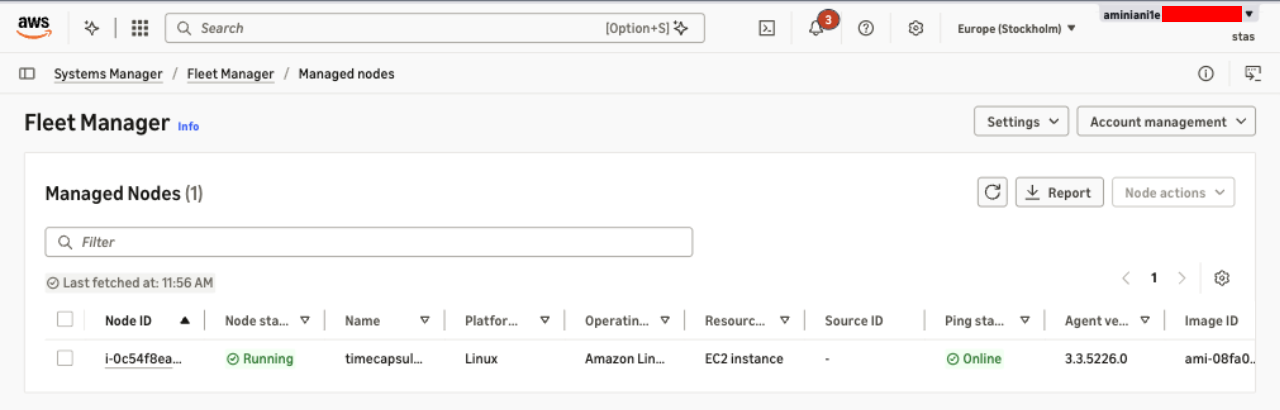 aws
Search
[Option+S]
3
Europe (Stockholm)
aminiani1e
stas
Systems Manager / Fleet Manager / Managed nodes
Fleet Manager Info
Settings
Account management
Managed Nodes (1)
Report
Node actions
Filter
Last fetched at: 11:56 AM
1
Node ID Node sta... Name Platfor... Operatin... Resourc... Source ID Ping sta... Agent ve... Image ID
i-0c54f8ea... Running timecapsul... Linux Amazon Lin... EC2 instance - Online 3.3.5226.0 ami-08fa0..